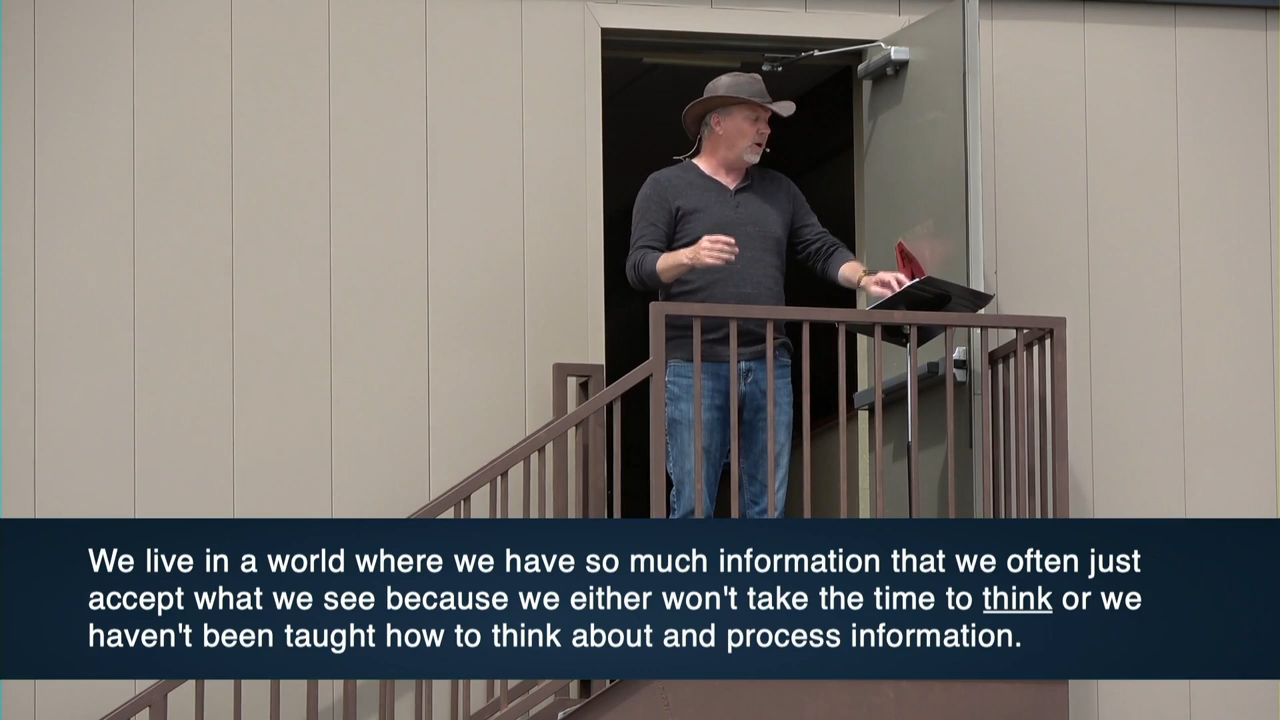 We live in a world where we have so much information that we often just
accept what we see because we either won't take the time to think or we
haven't been taught how to think about and process information.